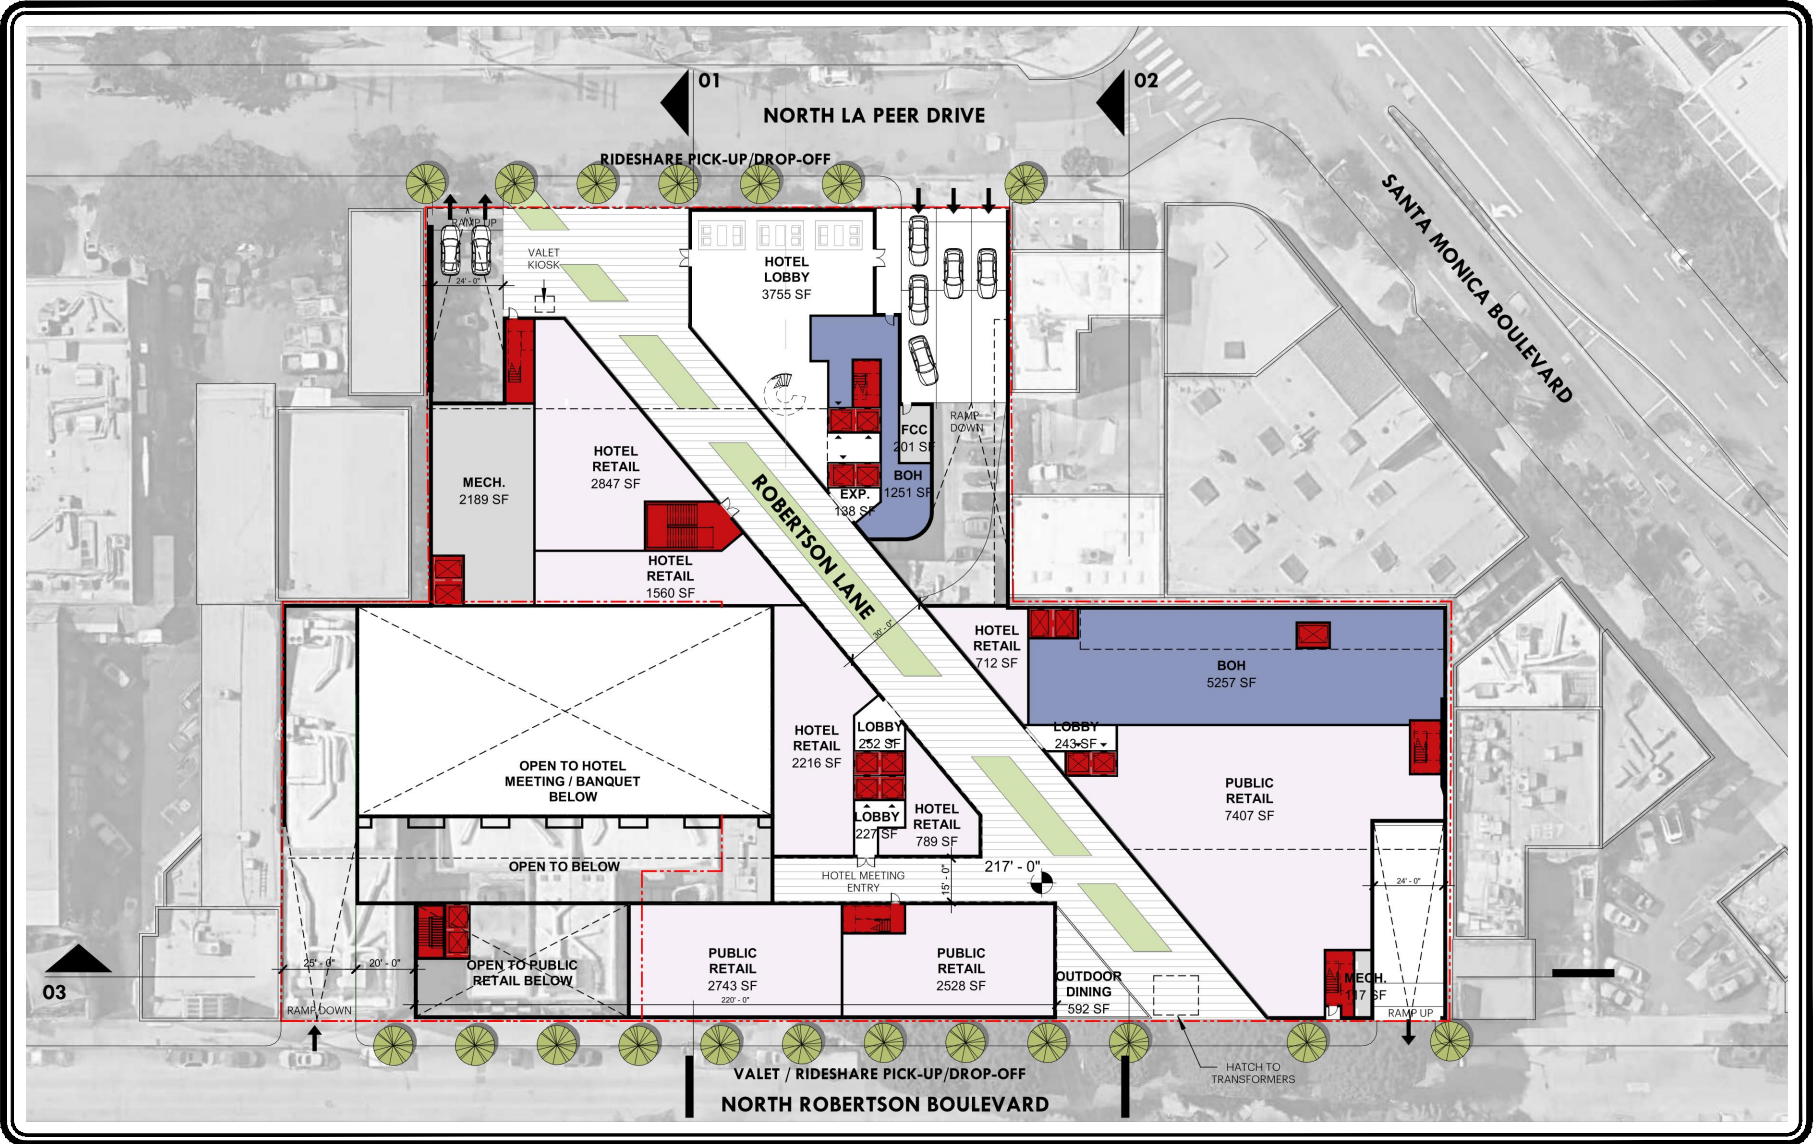 01
02
NORTH LA PEER DRIVE
RIDESHARE PICK-UP/DROP-OFF
SANTA MONICA BOULEVARD
RAMP UP
VALET
KIOSK
24' - 0"
HOTEL
LOBBY
3755 SF
RAMP
DOWN
FCC
201 SF
BOH
1251 SF
EXP.
138 SF
HOTEL
RETAIL
2847 SF
MECH.
2189 SF
ROBERTSON LANE
HOTEL
RETAIL
1560 SF
30' - 0"
HOTEL
RETAIL
712 SF
BOH
5257 SF
LOBBY
243 SF
HOTEL
RETAIL
2216 SF
LOBBY
252 SF
OPEN TO HOTEL
MEETING / BANQUET
BELOW
PUBLIC
RETAIL
7407 SF
HOTEL
RETAIL
789 SF
LOBBY
227 SF
OPEN TO BELOW
HOTEL MEETING
ENTRY
15' - 0"
217' - 0"
24' - 0"
03
25' - 0"
20' - 0"
OPEN TO PUBLIC
RETAIL BELOW
PUBLIC
RETAIL
2743 SF
PUBLIC
RETAIL
2528 SF
220' - 0"
OUTDOOR
DINING
592 SF
MECH.
117 SF
RAMP DOWN
RAMP UP
HATCH TO
TRANSFORMERS
VALET / RIDESHARE PICK-UP/DROP-OFF
NORTH ROBERTSON BOULEVARD